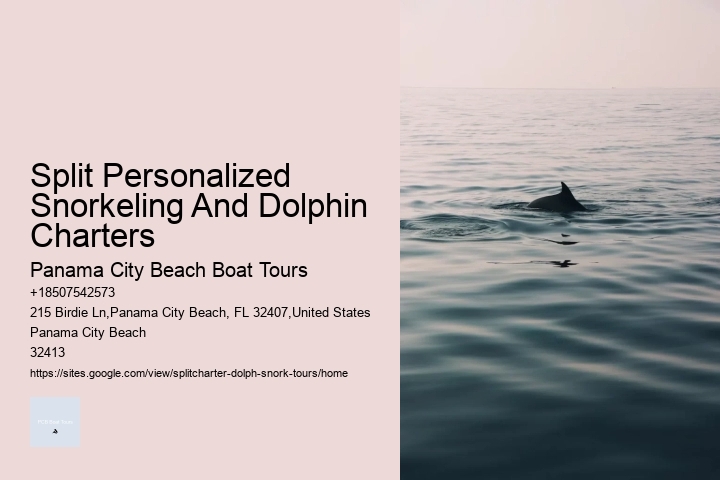 Split Personalized
Snorkeling And Dolphin
Charters
Panama City Beach Boat Tours
+18507542573
215 Birdie Ln,Panama City Beach, FL 32407,United States
Panama City Beach
32413
https://sites.google.com/view/splitcharter-dolph-snork-tours/home